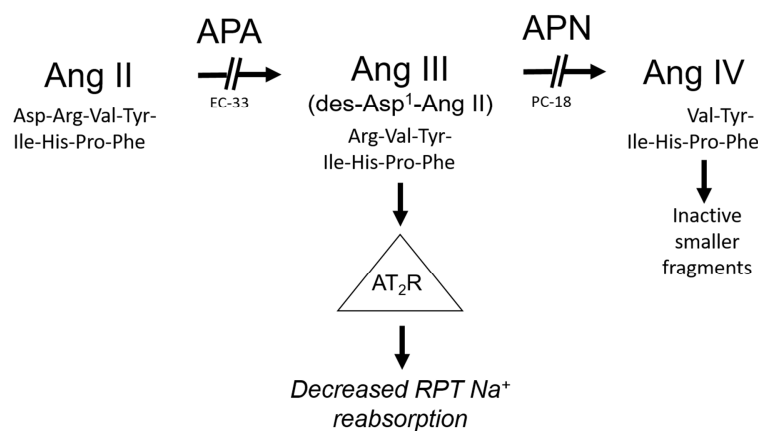 APA
APN
Ang II
Ang III
Ang IV
EC-33
PC-18
(des-Asp¹-Ang II)
Asp-Arg-Val-Tyr-
Ile-His-Pro-Phe
Arg-Val-Tyr-
Ile-His-Pro-Phe
Val-Tyr-
Ile-His-Pro-Phe
Inactive
smaller
fragments
AT₂R
Decreased RPT Na⁺
reabsorption